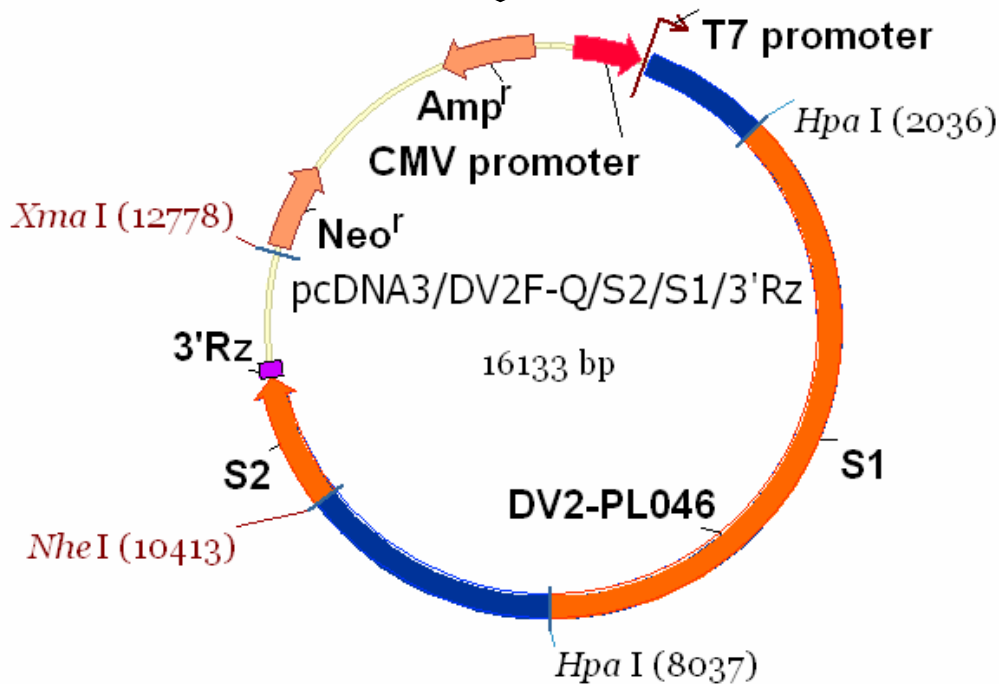 T7 promoter
Amp^r
Hpa I (2036)
CMV promoter
Xma I (12778)
Neo^r
pcDNA3/DV2F-Q/S2/S1/3'Rz
3'Rz
16133 bp
S1
S2
DV2-PL046
Nhe I (10413)
Hpa I (8037)